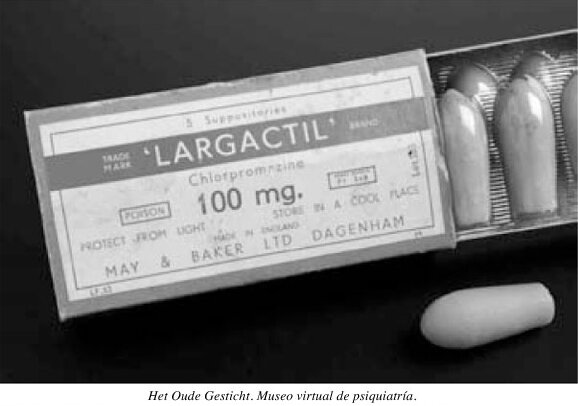 5 Suppositories
TRADE MARK 'LARGACTIL' BRAND
Chlorpromazine
100 mg.
POISON
PROTECT FROM LIGHT STORE IN A COOL PLACE
MADE IN ENGLAND
MAY & BAKER LTD DAGENHAM
Het Oude Gesticht. Museo virtual de psiquiatría.